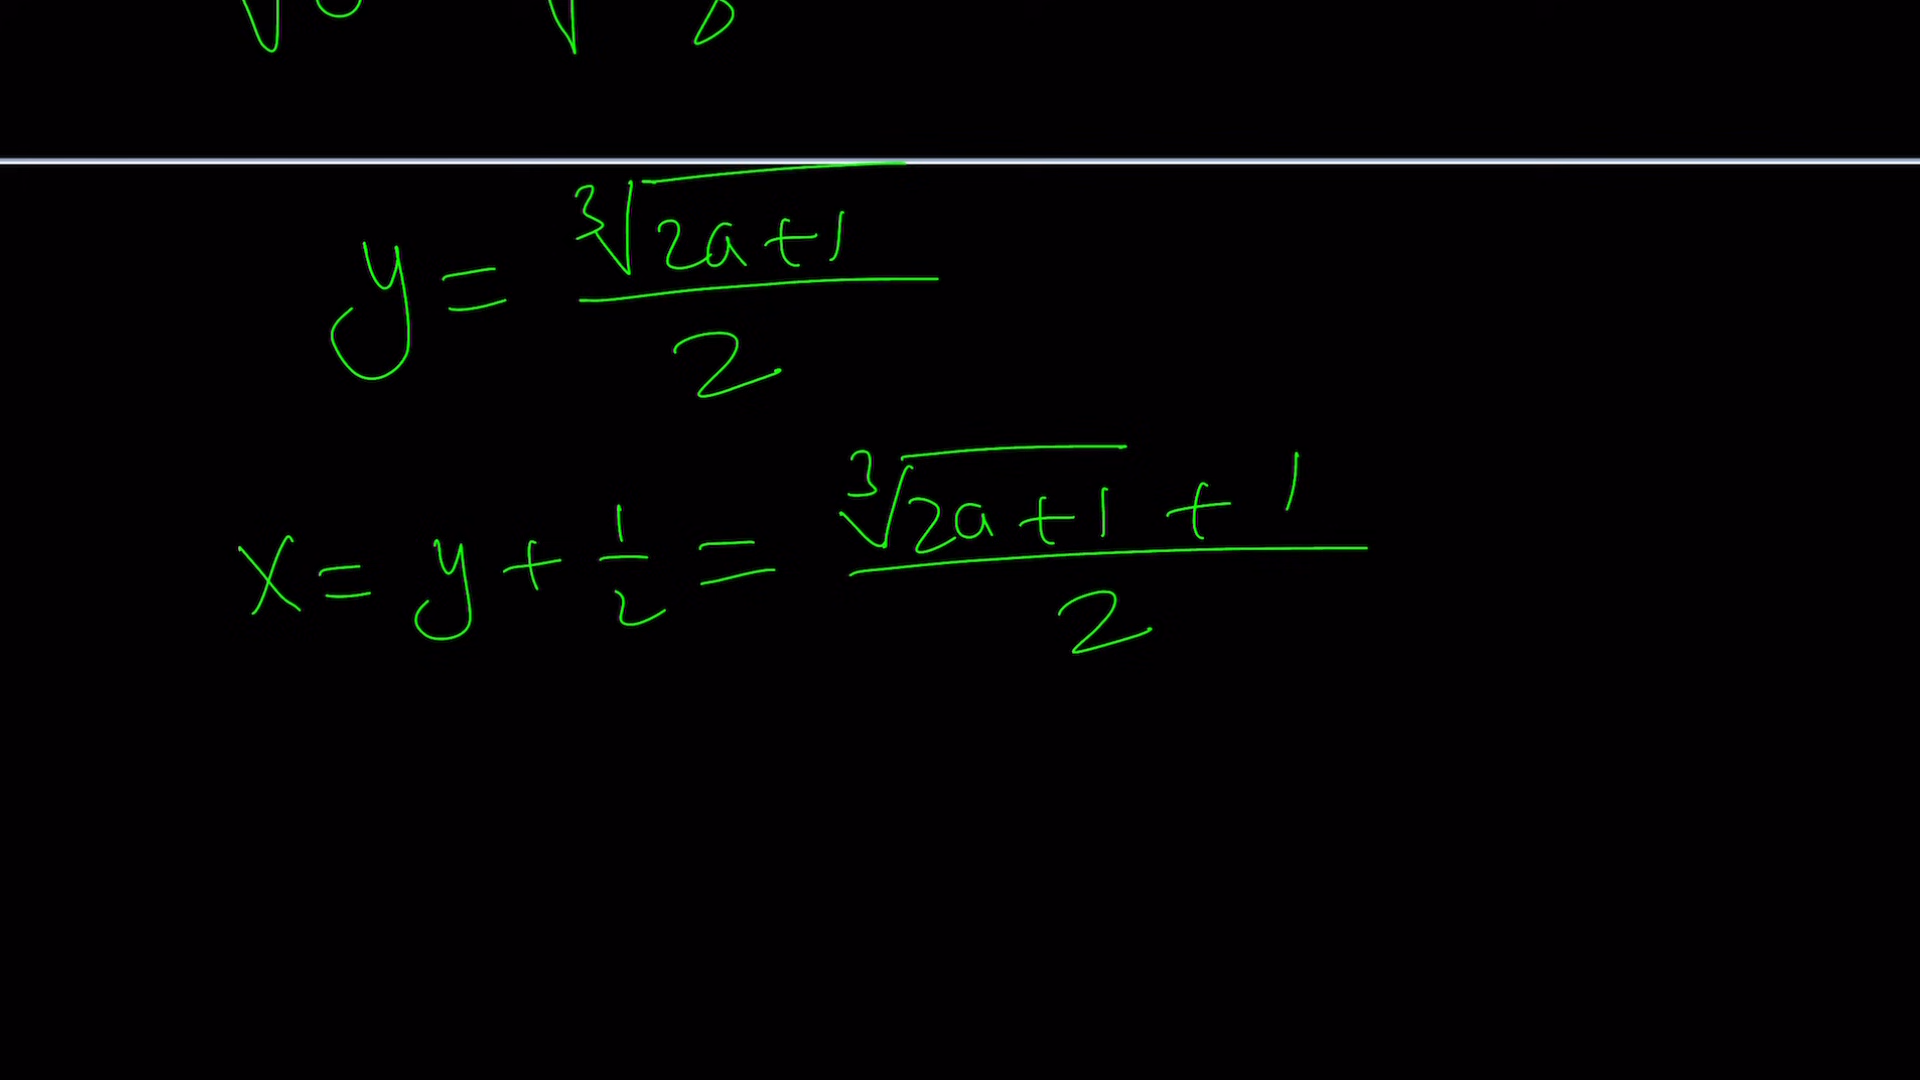 y = ∛(2a+1) / 2
x = y + 1/2 = (∛(2a+1) + 1) / 2